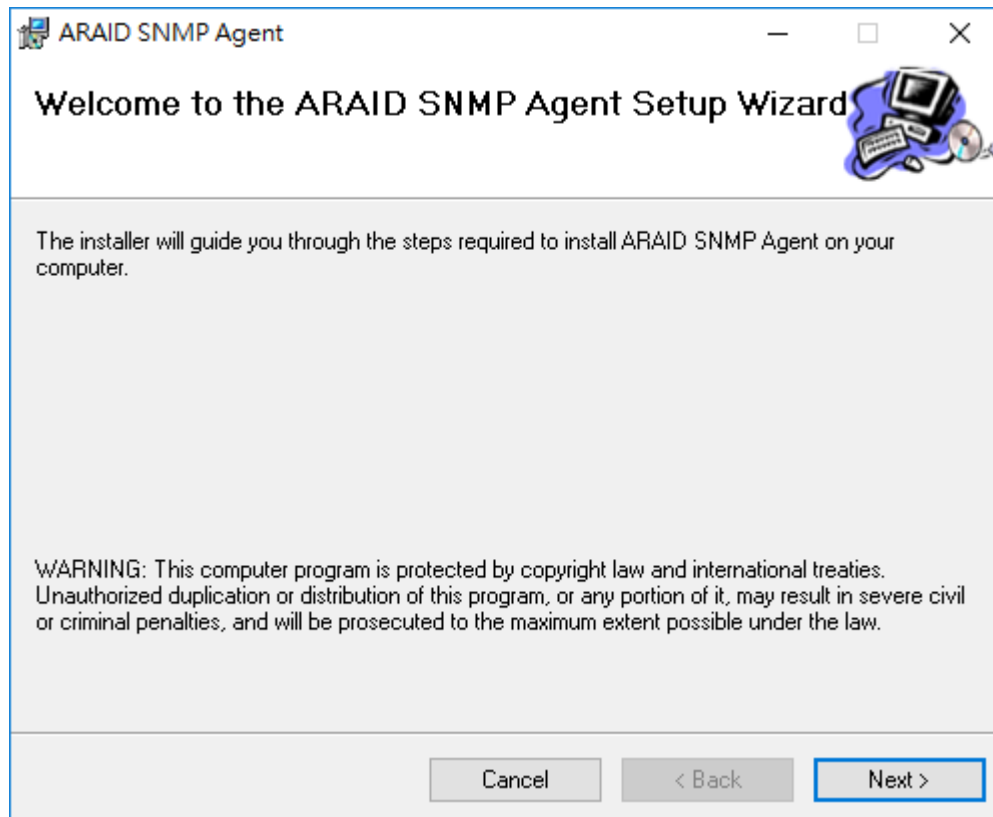 ARAID SNMP Agent
Welcome to the ARAID SNMP Agent Setup Wizard
The installer will guide you through the steps required to install ARAID SNMP Agent on your
computer.
WARNING: This computer program is protected by copyright law and international treaties.
Unauthorized duplication or distribution of this program, or any portion of it, may result in severe civil
or criminal penalties, and will be prosecuted to the maximum extent possible under the law.
Cancel < Back Next >